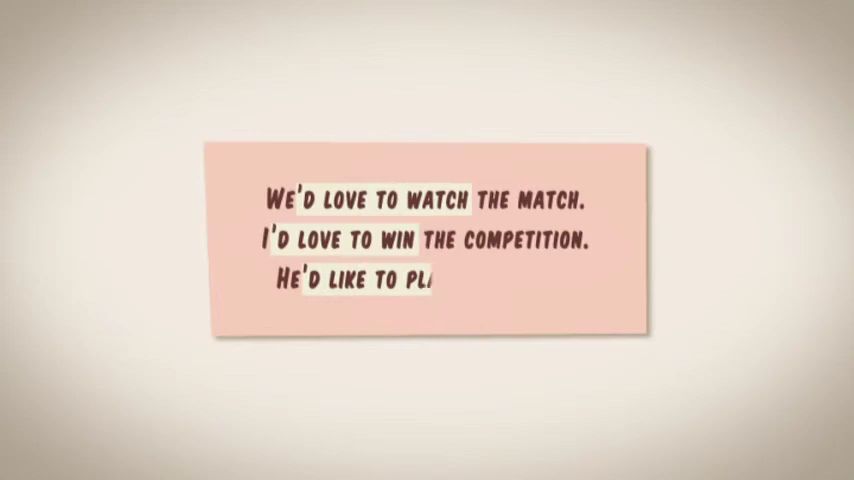 We'd love to watch the match.
I'd love to win the competition.
He'd like to